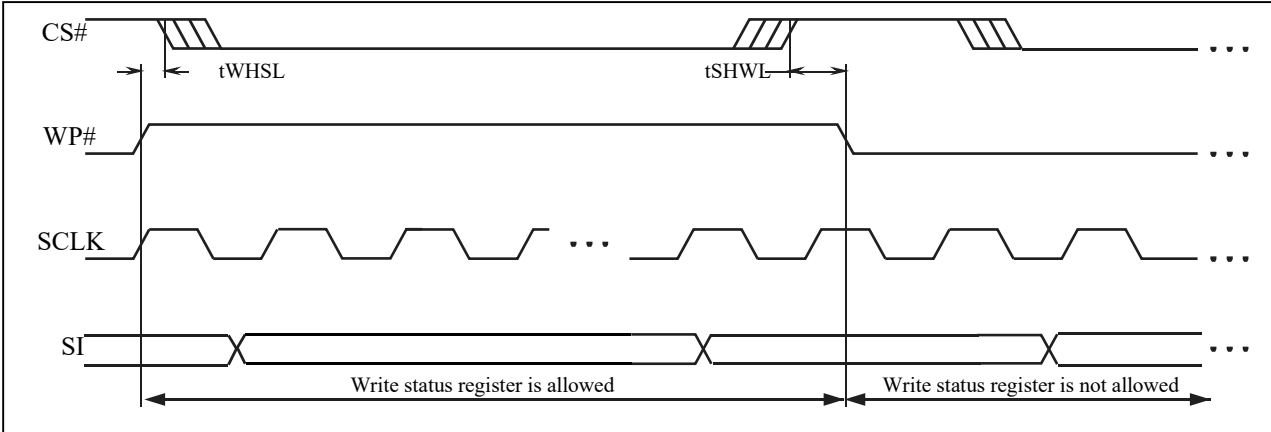 CS#
tWHSL
tSHWL
WP#
SCLK
SI
Write status register is allowed
Write status register is not allowed